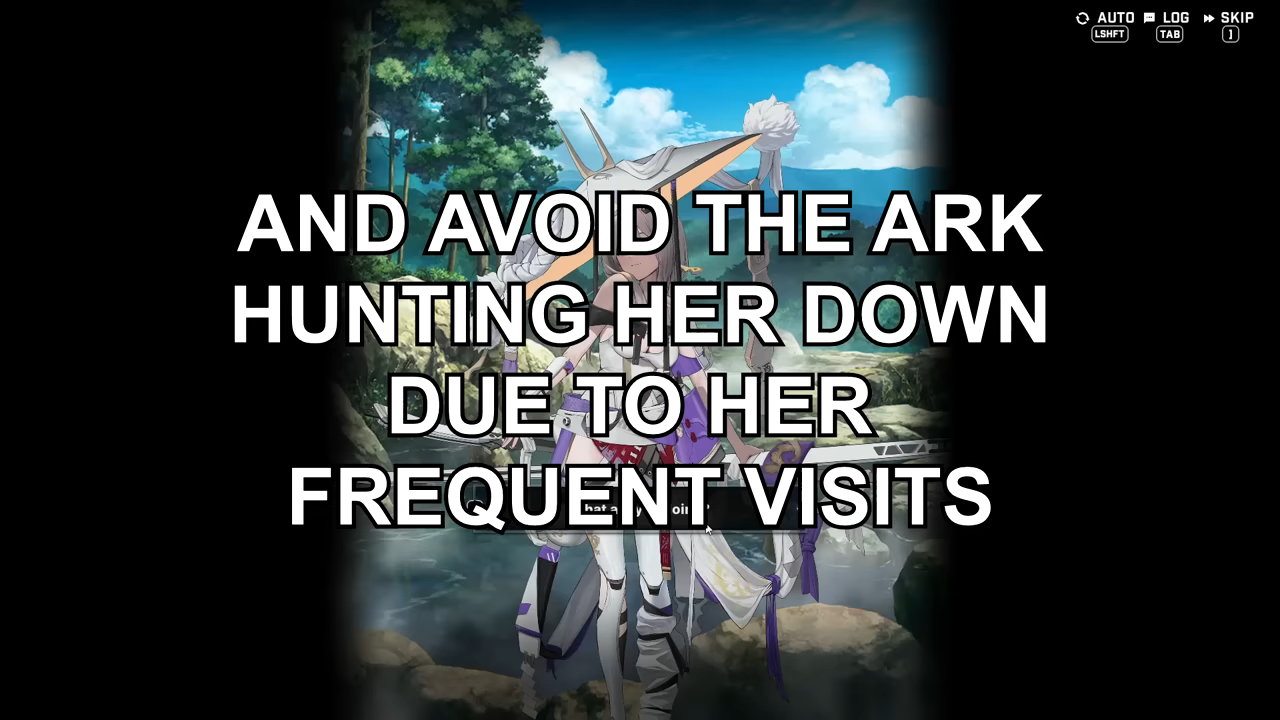 AUTO LOG SKIP
LSHFT TAB ]
AND AVOID THE ARK
HUNTING HER DOWN
DUE TO HER
FREQUENT VISITS